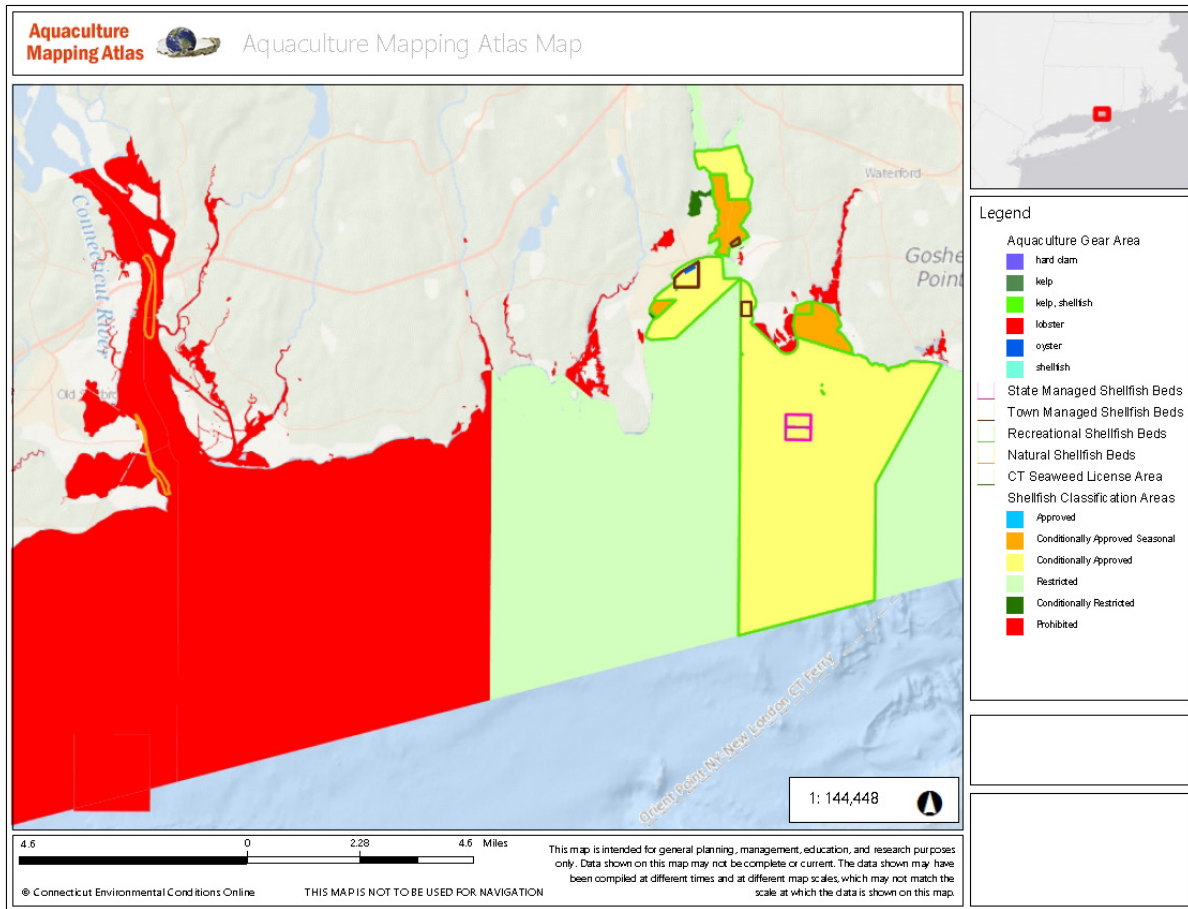 Aquaculture
Mapping Atlas
Aquaculture Mapping Atlas Map
Connecticut River
Waterford
Goshe
Point
Orient Point NY-New London CT Ferry
1: 144,448
Legend
Aquaculture Gear Area
hard clam
kelp
kelp, shellfish
lobster
oyster
shellfish
State Managed Shellfish Beds
Town Managed Shellfish Beds
Recreational Shellfish Beds
Natural Shellfish Beds
CT Seaweed License Area
Shellfish Classification Areas
Approved
Conditionally Approved Seasonal
Conditionally Approved
Restricted
Conditionally Restricted
Prohibited
4.6 0 2.28 4.6 Miles
© Connecticut Environmental Conditions Online
THIS MAP IS NOT TO BE USED FOR NAVIGATION
This map is intended for general planning, management, education, and research purposes
only. Data shown on this map may not be complete or current. The data shown may have
been compiled at different times and at different map scales, which may not match the
scale at which the data is shown on this map.